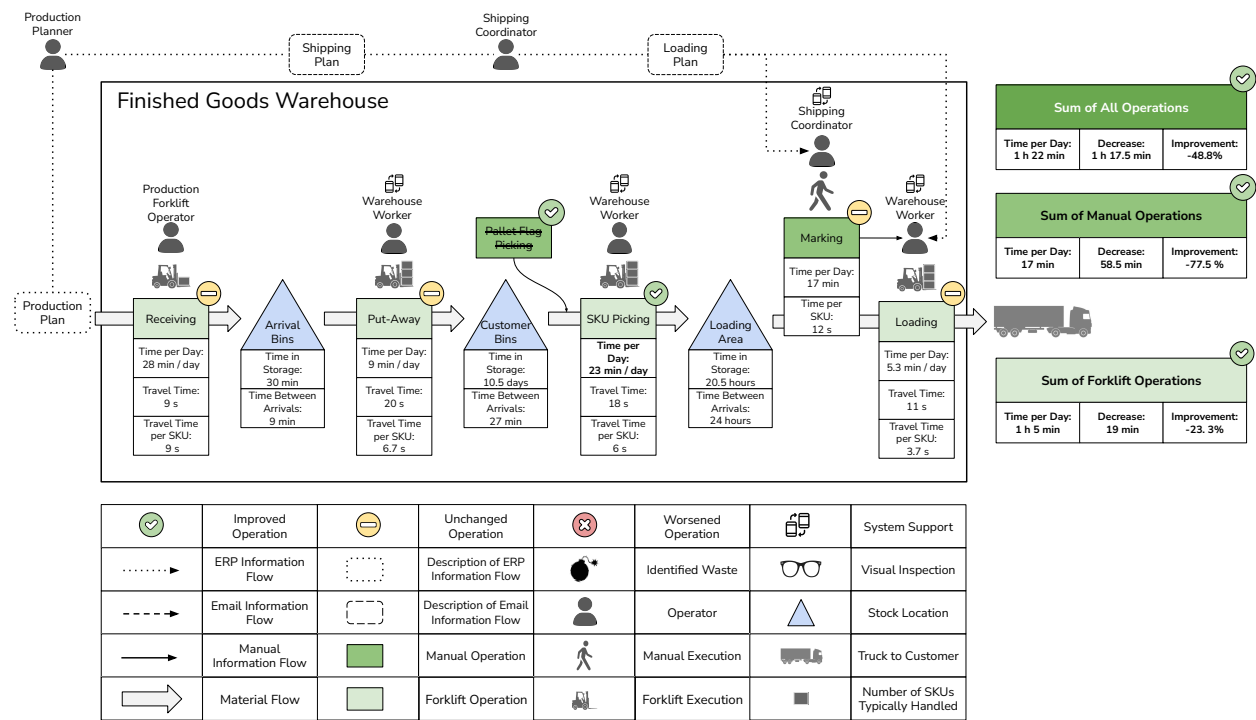 Production
Planner
Shipping
Plan
Shipping
Coordinator
Loading
Plan
Finished Goods Warehouse
Production
Plan
Production
Forklift
Operator
Receiving
Time per Day:
28 min / day
Travel Time:
9 s
Travel Time
per SKU:
9 s
Arrival
Bins
Time in
Storage:
30 min
Time Between
Arrivals:
9 min
Warehouse
Worker
Put-Away
Time per Day:
9 min / day
Travel Time:
20 s
Travel Time
per SKU:
6.7 s
Pallet Flag
Picking
Customer
Bins
Time in
Storage:
10.5 days
Time Between
Arrivals:
27 min
Warehouse
Worker
SKU Picking
Time per
Day:
23 min / day
Travel Time:
18 s
Travel Time
per SKU:
6 s
Loading
Area
Time in
Storage:
20.5 hours
Time Between
Arrivals:
24 hours
Shipping
Coordinator
Marking
Time per Day:
17 min
Time per
SKU:
12 s
Warehouse
Worker
Loading
Time per Day:
5.3 min / day
Travel Time:
11 s
Travel Time
per SKU:
3.7 s
Sum of All Operations
Time per Day:
1 h 22 min
Decrease:
1 h 17.5 min
Improvement:
-48.8%
Sum of Manual Operations
Time per Day:
17 min
Decrease:
58.5 min
Improvement:
-77.5 %
Sum of Forklift Operations
Time per Day:
1 h 5 min
Decrease:
19 min
Improvement:
-23. 3%
Improved
Operation
Unchanged
Operation
Worsened
Operation
System Support
ERP Information
Flow
Description of ERP
Information Flow
Identified Waste
Visual Inspection
Email Information
Flow
Description of Email
Information Flow
Operator
Stock Location
Manual
Information Flow
Manual Operation
Manual Execution
Truck to Customer
Material Flow
Forklift Operation
Forklift Execution
Number of SKUs
Typically Handled